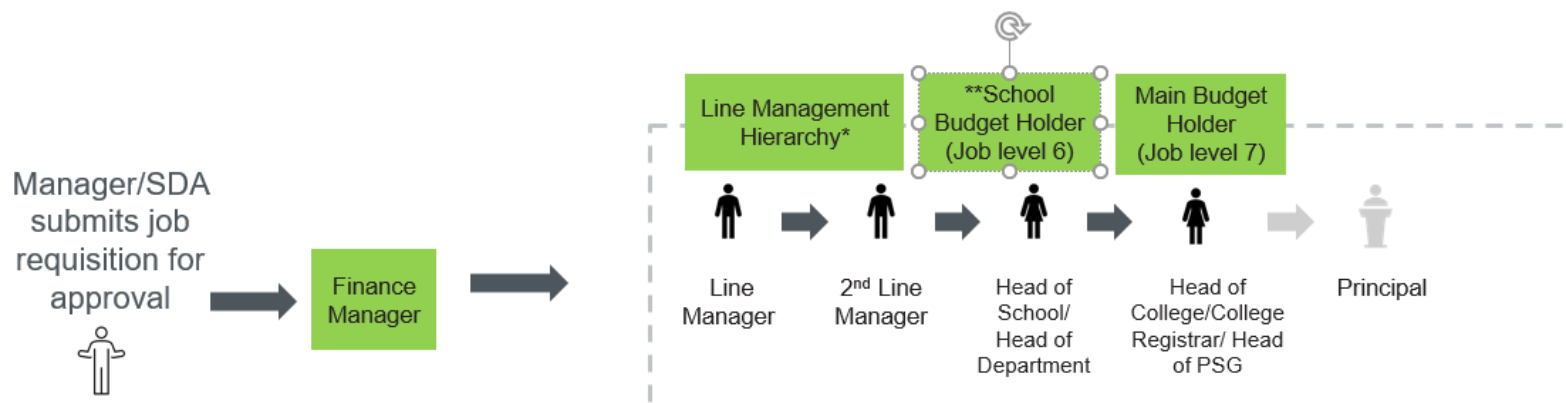 Manager/SDA
submits job
requisition for
approval
Finance
Manager
Line Management
Hierarchy*
**School
Budget Holder
(Job level 6)
Main Budget
Holder
(Job level 7)
Line
Manager
2nd Line
Manager
Head of
School/
Head of
Department
Head of
College/College
Registrar/ Head
of PSG
Principal